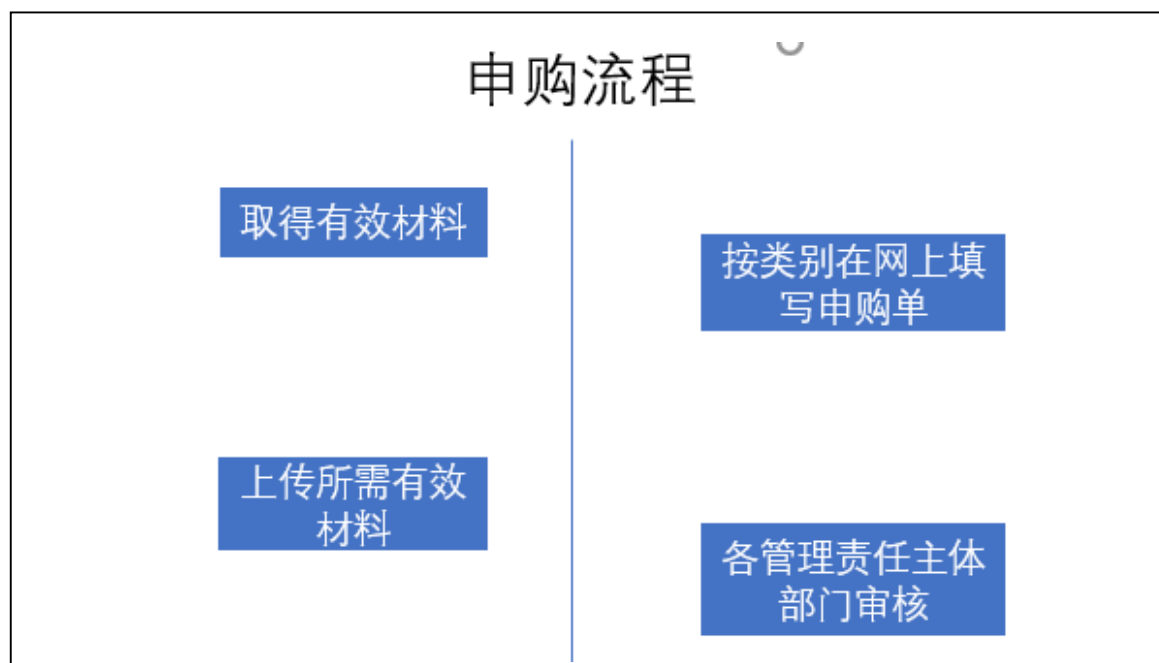 申购流程
取得有效材料
按类别在网上填
写申购单
上传所需有效
材料
各管理责任主体
部门审核